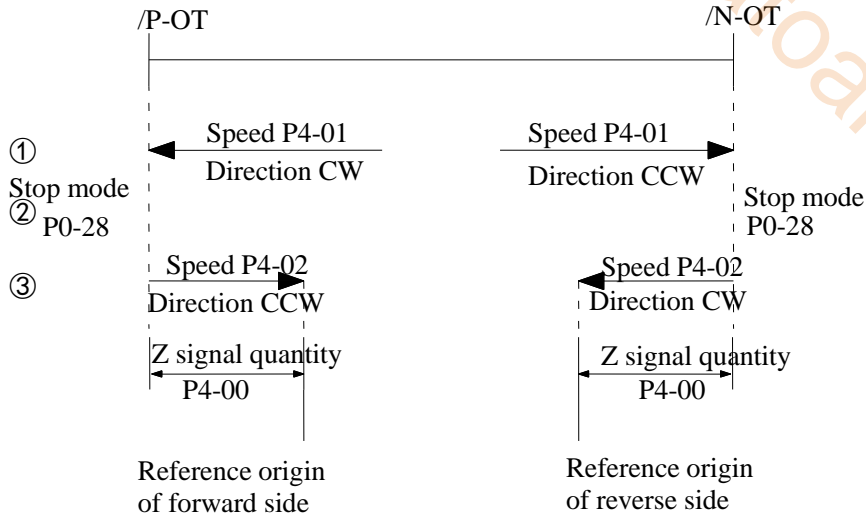 /P-OT
/N-OT
①
Speed P4-01
Direction CW
Speed P4-01
Direction CCW
Stop mode
② P0-28
Stop mode
P0-28
③
Speed P4-02
Direction CCW
Speed P4-02
Direction CW
Z signal quantity
P4-00
Z signal quantity
P4-00
Reference origin
of forward side
Reference origin
of reverse side